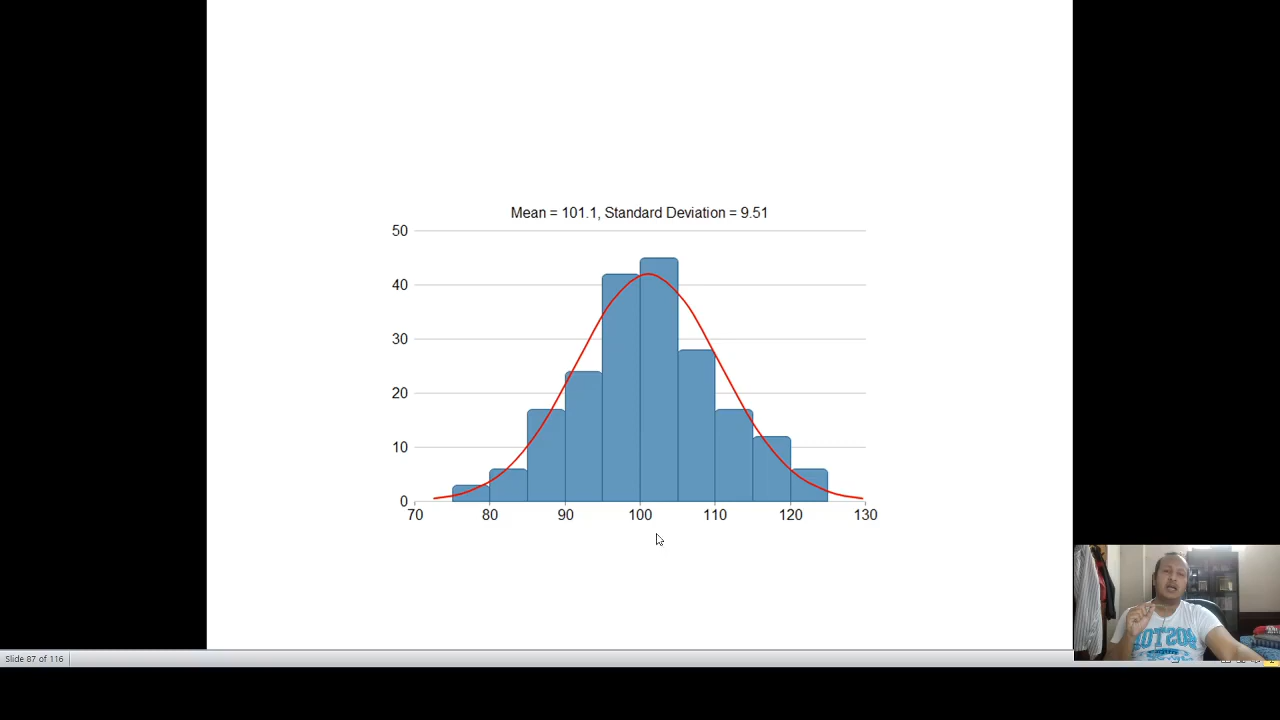 Mean = 101.1, Standard Deviation = 9.51
50
40
30
20
10
0
70 80 90 100 110 120 130
Slide 87 of 116